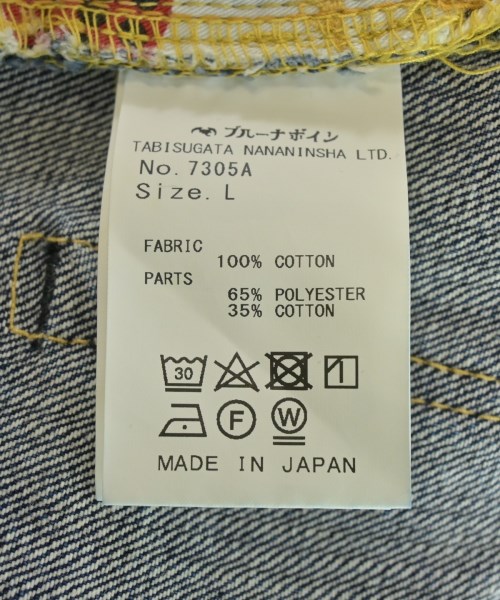 ブルーナボイン
TABISUGATA NANANINSHA LTD.
No.7305A
Size.L
FABRIC
100% COTTON
PARTS
65% POLYESTER
35% COTTON
30
F W
MADE IN JAPAN